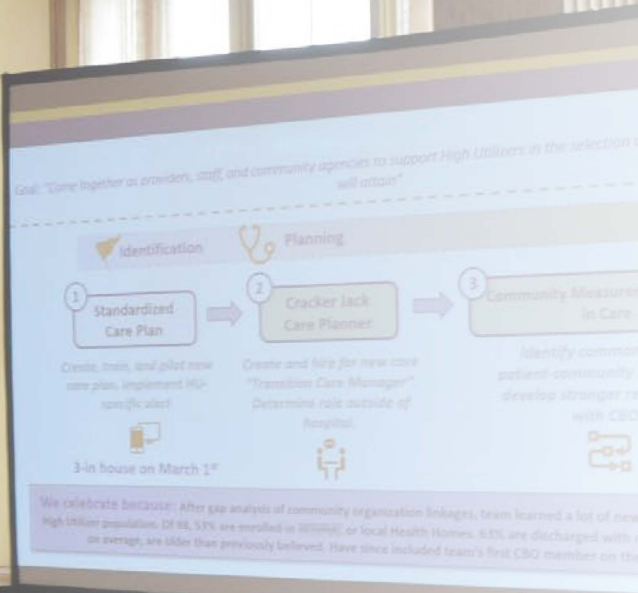 Goal: "Come together as providers, staff, and community agencies to support High Utilizers in the selection
will attain"
Identification
Planning
1
Standardized
Care Plan
2
Cracker Jack
Care Planner
3
Community
in Care
Create, train, and pilot new
care plan. Implement HU-
specific alert
Create and hire for new care
"Transition Care Manager".
Determine role outside of
hospital.
Identify
patient-community
develop stronger
with CBO
3-in house on March 1st
We celebrate because: After gap analysis of community organization linkages, team learned a lot of new
High Utilizer population. Of 98, 53% are enrolled in or local Health Homes. 63% are discharged with
on average, are older than previously believed. Have since included team's first CBO member on the